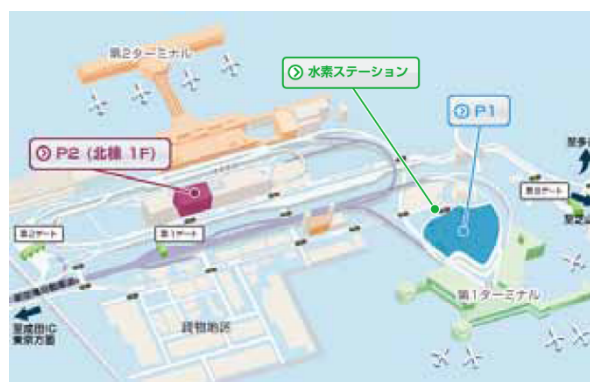 第2ターミナル
水素ステーション
P1
P2 (北棟 1F)
第2ゲート
第1ゲート
第1ターミナル
貨物地区
至成田IC
東京方面